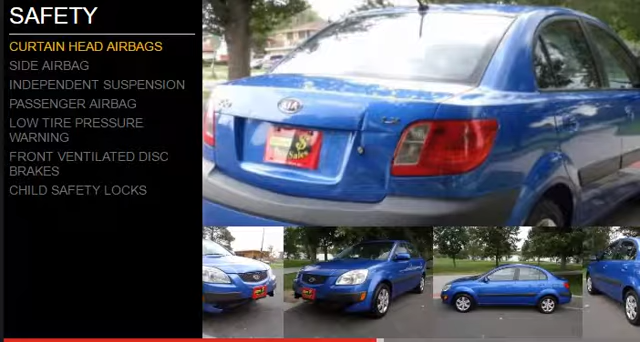 SAFETY
CURTAIN HEAD AIRBAGS
SIDE AIRBAG
INDEPENDENT SUSPENSION
PASSENGER AIRBAG
LOW TIRE PRESSURE
WARNING
FRONT VENTILATED DISC
BRAKES
CHILD SAFETY LOCKS
KIA
Sales